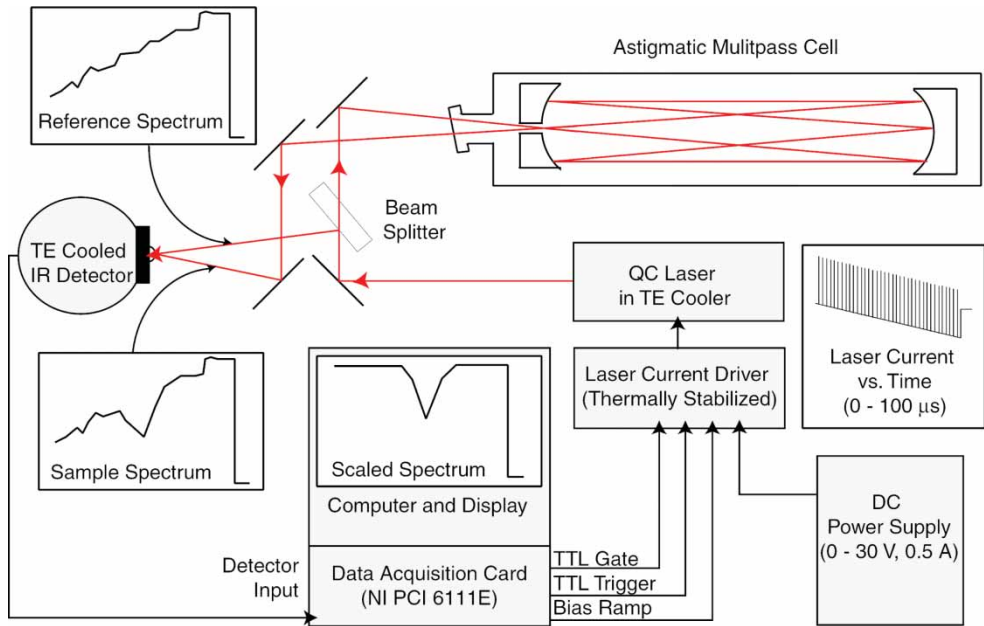 Astigmatic Mulitpass Cell
Reference Spectrum
Beam
Splitter
TE Cooled
IR Detector
QC Laser
in TE Cooler
Laser Current
vs. Time
(0 - 100 μs)
Laser Current Driver
(Thermally Stabilized)
Sample Spectrum
Scaled Spectrum
Computer and Display
DC
Power Supply
(0 - 30 V, 0.5 A)
Detector
Input
Data Acquisition Card
(NI PCI 6111E)
TTL Gate
TTL Trigger
Bias Ramp